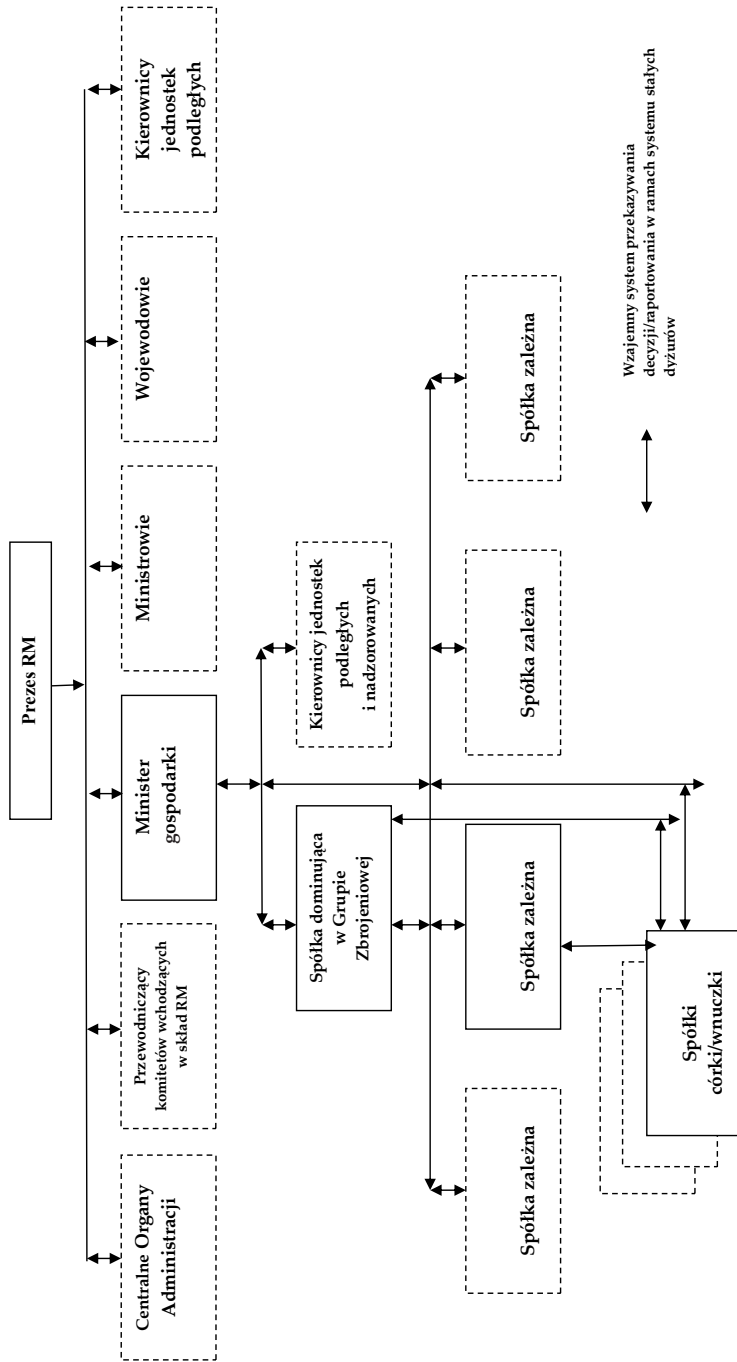 Prezes RM
Centralne Organy
Administracji
Przewodniczący
komitetów wchodzących
w skład RM
Minister
gospodarki
Ministrowie
Wojewodowie
Kierownicy
jednostek
podległych
Spółka dominująca
w Grupie
Zbrojeniowej
Kierownicy jednostek
podległych
i nadzorowanych
Spółka zależna
Spółka zależna
Spółka zależna
Spółka zależna
Spółki
córki/wnuczki
Wzajemny system przekazywania
decyzji/raportowania w ramach systemu stałych
dyżurów